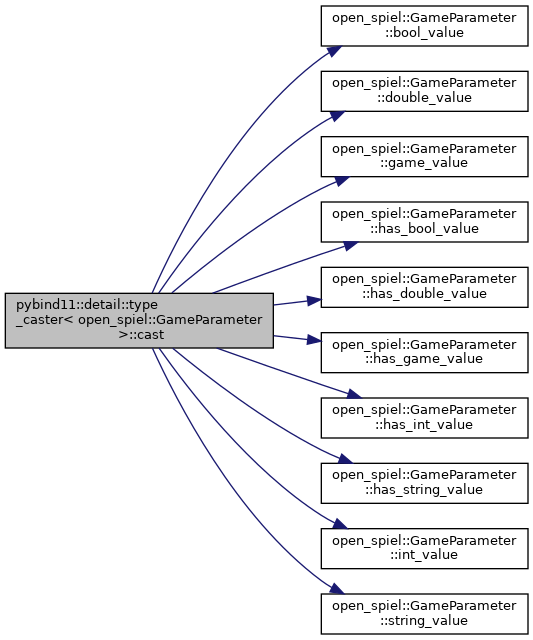 open_spiel::GameParameter
::bool_value
open_spiel::GameParameter
::double_value
open_spiel::GameParameter
::game_value
open_spiel::GameParameter
::has_bool_value
open_spiel::GameParameter
::has_double_value
pybind11::detail::type
_caster< open_spiel::GameParameter
>::cast
open_spiel::GameParameter
::has_game_value
open_spiel::GameParameter
::has_int_value
open_spiel::GameParameter
::has_string_value
open_spiel::GameParameter
::int_value
open_spiel::GameParameter
::string_value